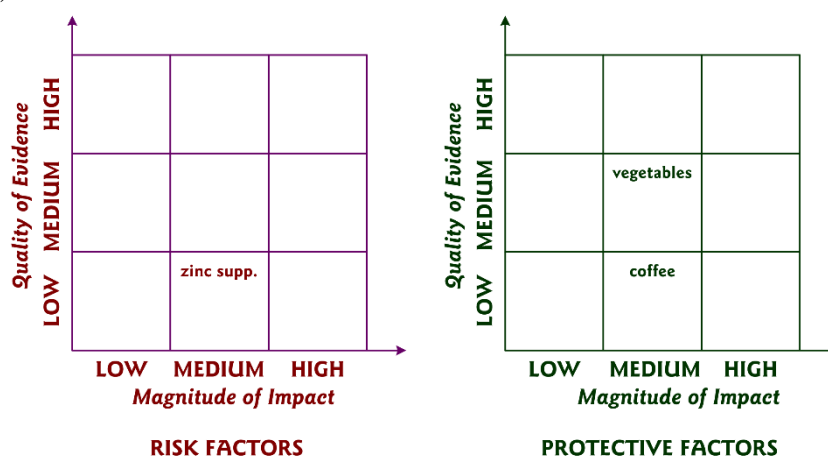 Quality of Evidence
HIGH
MEDIUM
LOW
zinc supp.
LOW MEDIUM HIGH
Magnitude of Impact
RISK FACTORS
Quality of Evidence
HIGH
MEDIUM
LOW
vegetables
coffee
LOW MEDIUM HIGH
Magnitude of Impact
PROTECTIVE FACTORS